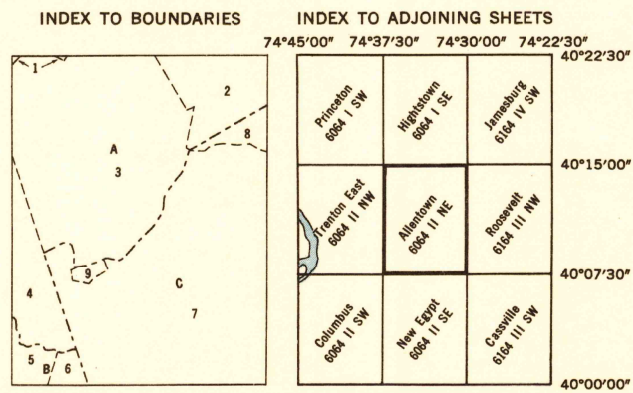 INDEX TO BOUNDARIES
1
2
8
A
3
9
C
4
7
5
B
6
INDEX TO ADJOINING SHEETS
74°45'00" 74°37'30" 74°30'00" 74°22'30"
40°22'30"
Princeton
6064 I SW
Hightstown
6064 I SE
Jamesburg
6164 IV SW
40°15'00"
Trenton East
6064 II NW
Allentown
6064 II NE
Roosevelt
6164 III NW
40°07'30"
Columbus
6064 II SW
New Egypt
6064 II SE
Cassville
6164 III SW
40°00'00"